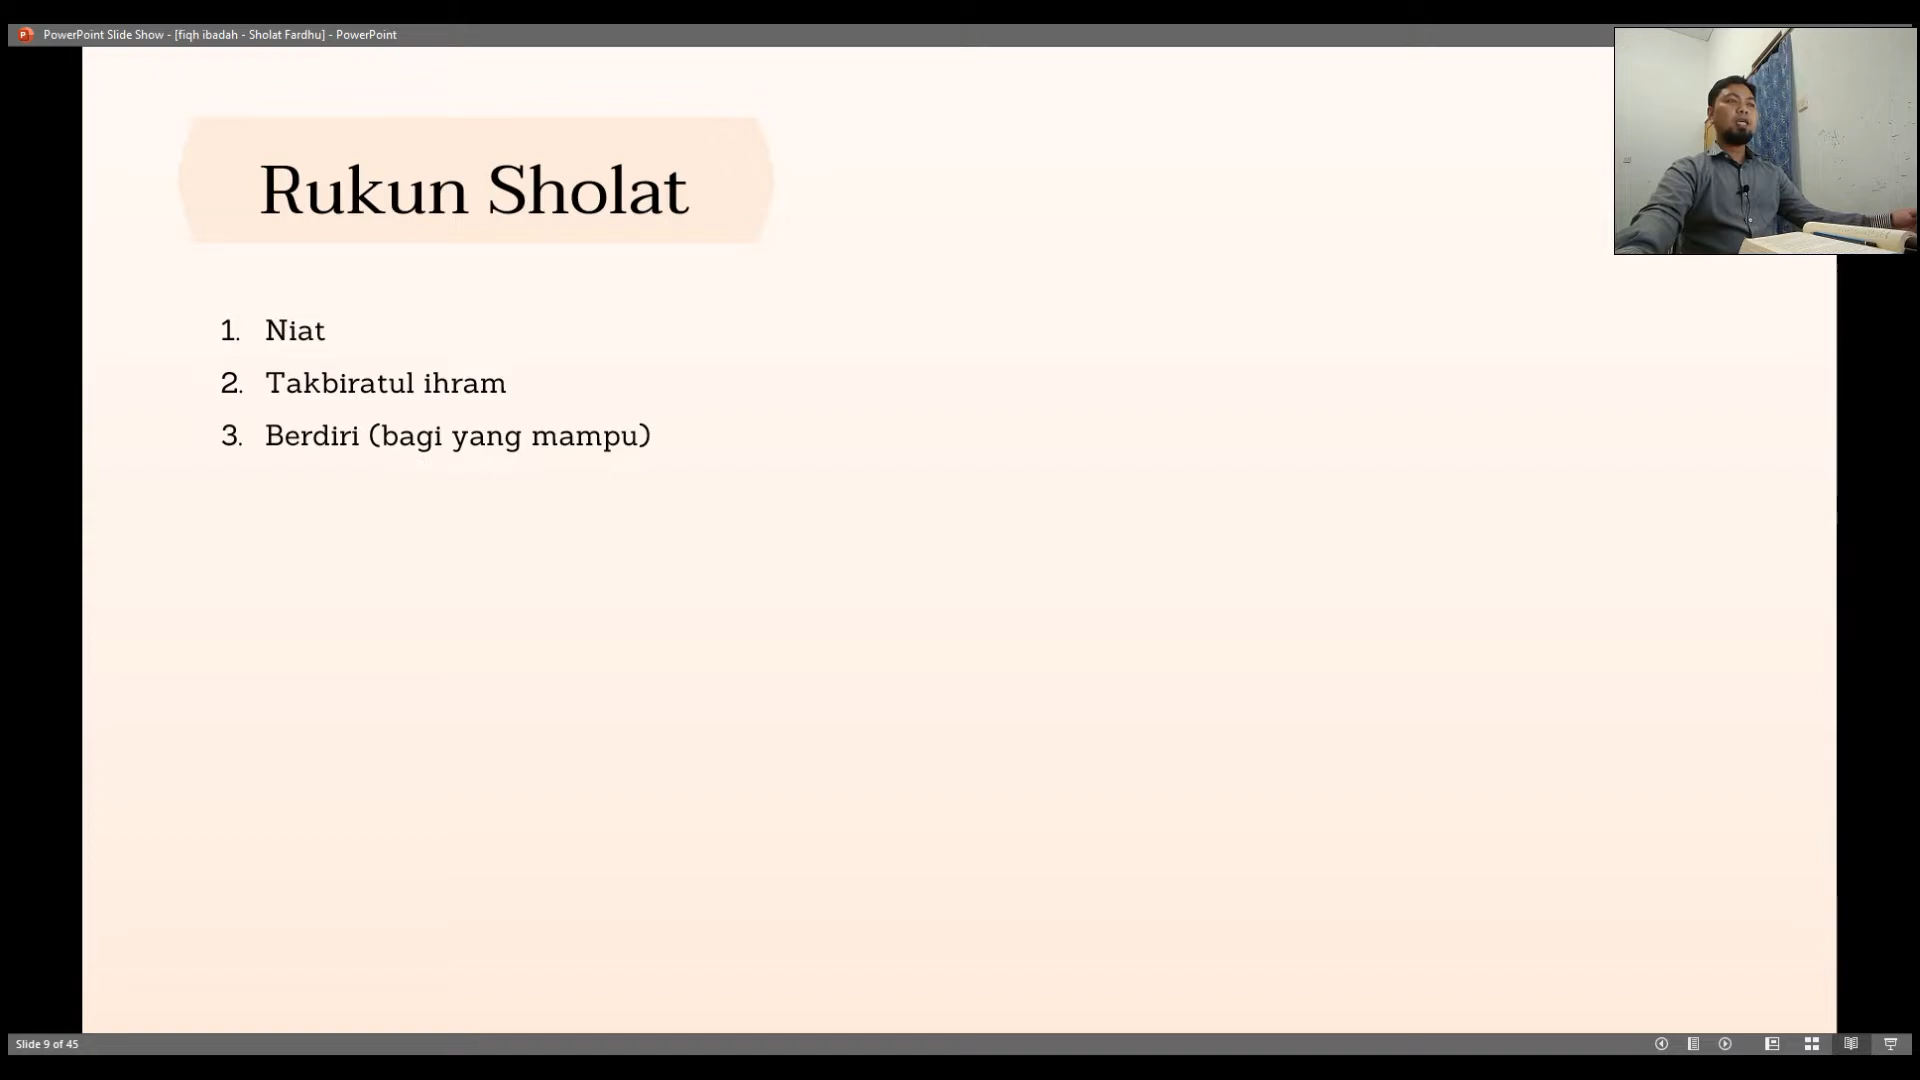 PowerPoint Slide Show - [fiqh ibadah - Sholat Fardhu] - PowerPoint
Rukun Sholat
1. Niat
2. Takbiratul ihram
3. Berdiri (bagi yang mampu)
Slide 9 of 45